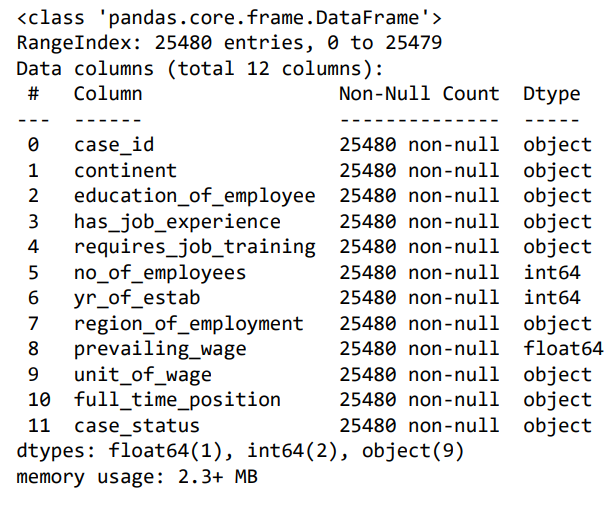 <class 'pandas.core.frame.DataFrame'>
RangeIndex: 25480 entries, 0 to 25479
Data columns (total 12 columns):
 #   Column                 Non-Null Count  Dtype
---  ------                 --------------  -----
 0   case_id                25480 non-null  object
 1   continent              25480 non-null  object
 2   education_of_employee  25480 non-null  object
 3   has_job_experience     25480 non-null  object
 4   requires_job_training  25480 non-null  object
 5   no_of_employees        25480 non-null  int64
 6   yr_of_estab            25480 non-null  int64
 7   region_of_employment   25480 non-null  object
 8   prevailing_wage        25480 non-null  float64
 9   unit_of_wage           25480 non-null  object
 10  full_time_position     25480 non-null  object
 11  case_status            25480 non-null  object
dtypes: float64(1), int64(2), object(9)
memory usage: 2.3+ MB